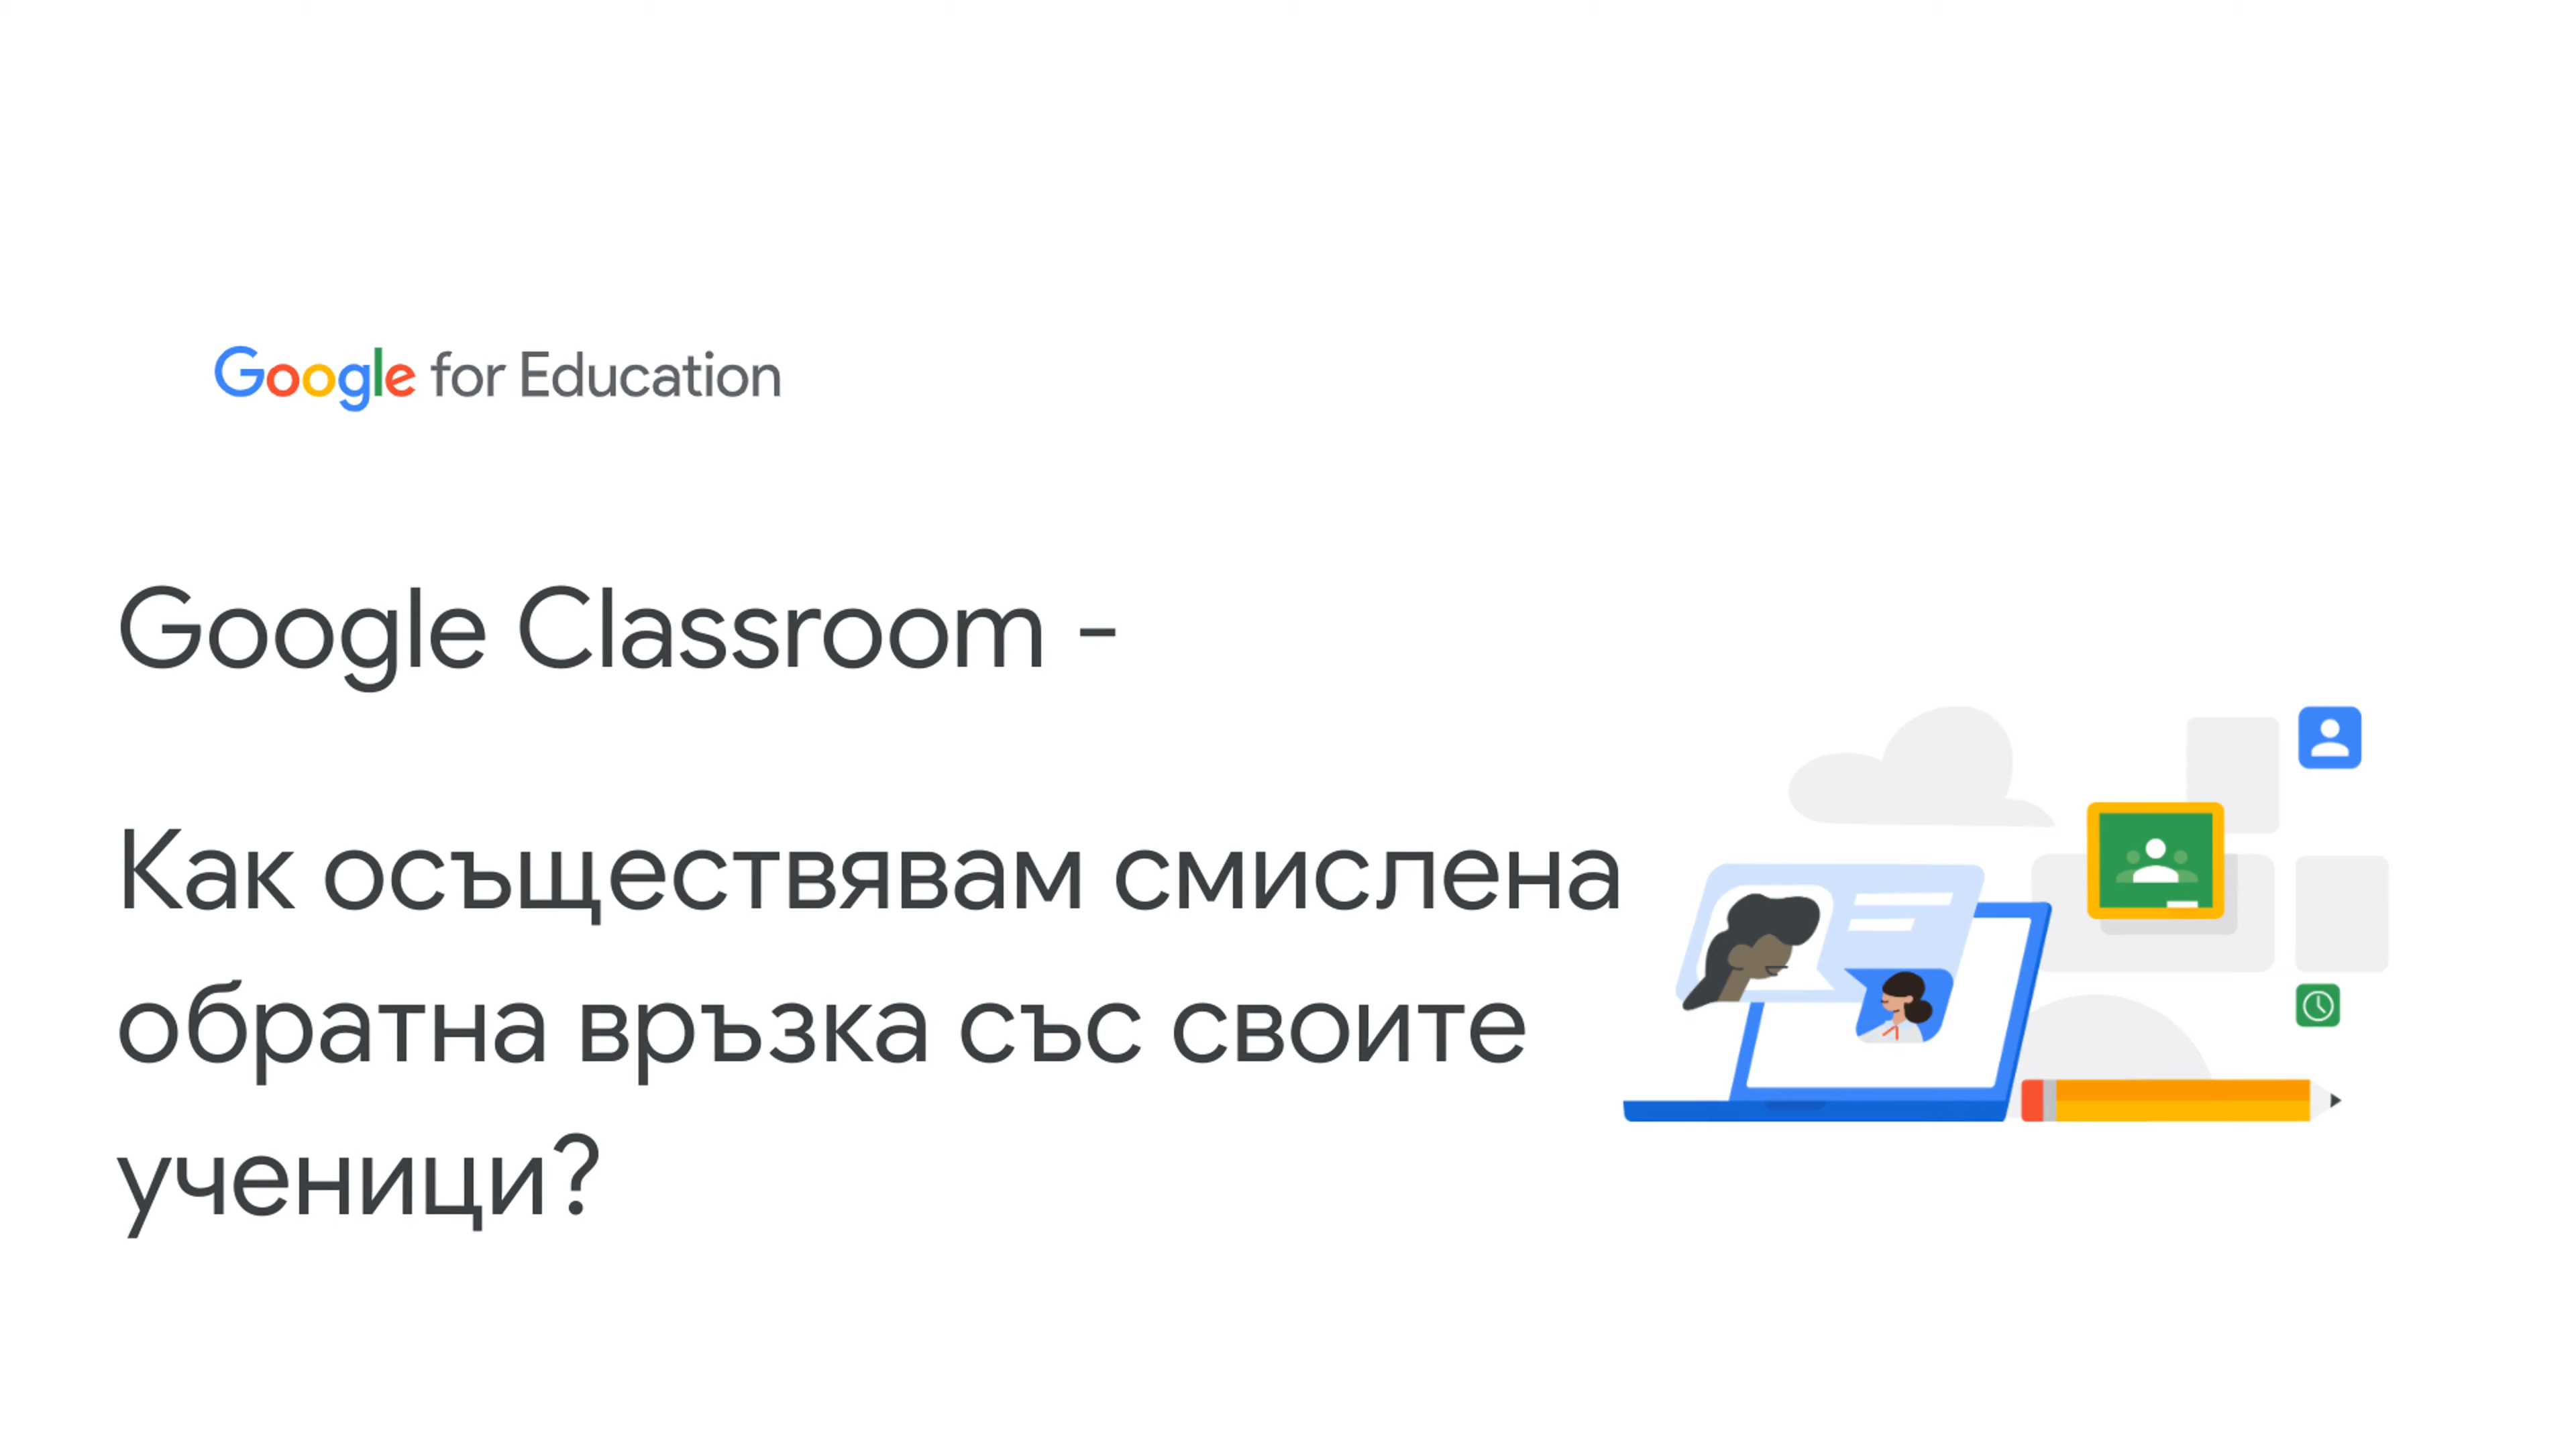 Google for Education
Google Classroom -
Как осъществявам смислена
обратна връзка със своите
ученици?